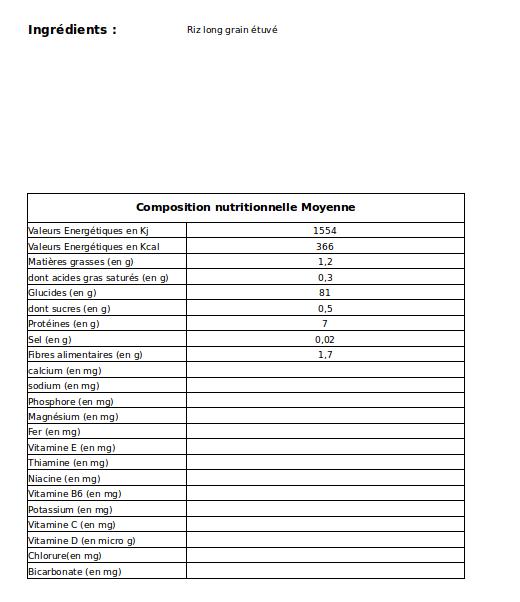 Ingrédients : Riz long grain étuvé
Composition nutritionnelle Moyenne
Valeurs Energétiques en Kj 1554
Valeurs Energétiques en Kcal 366
Matières grasses (en g) 1,2
dont acides gras saturés (en g) 0,3
Glucides (en g) 81
dont sucres (en g) 0,5
Protéines (en g) 7
Sel (en g) 0,02
Fibres alimentaires (en g) 1,7
calcium (en mg)
sodium (en mg)
Phosphore (en mg)
Magnésium (en mg)
Fer (en mg)
Vitamine E (en mg)
Thiamine (en mg)
Niacine (en mg)
Vitamine B6 (en mg)
Potassium (en mg)
Vitamine C (en mg)
Vitamine D (en micro g)
Chlorure(en mg)
Bicarbonate (en mg)